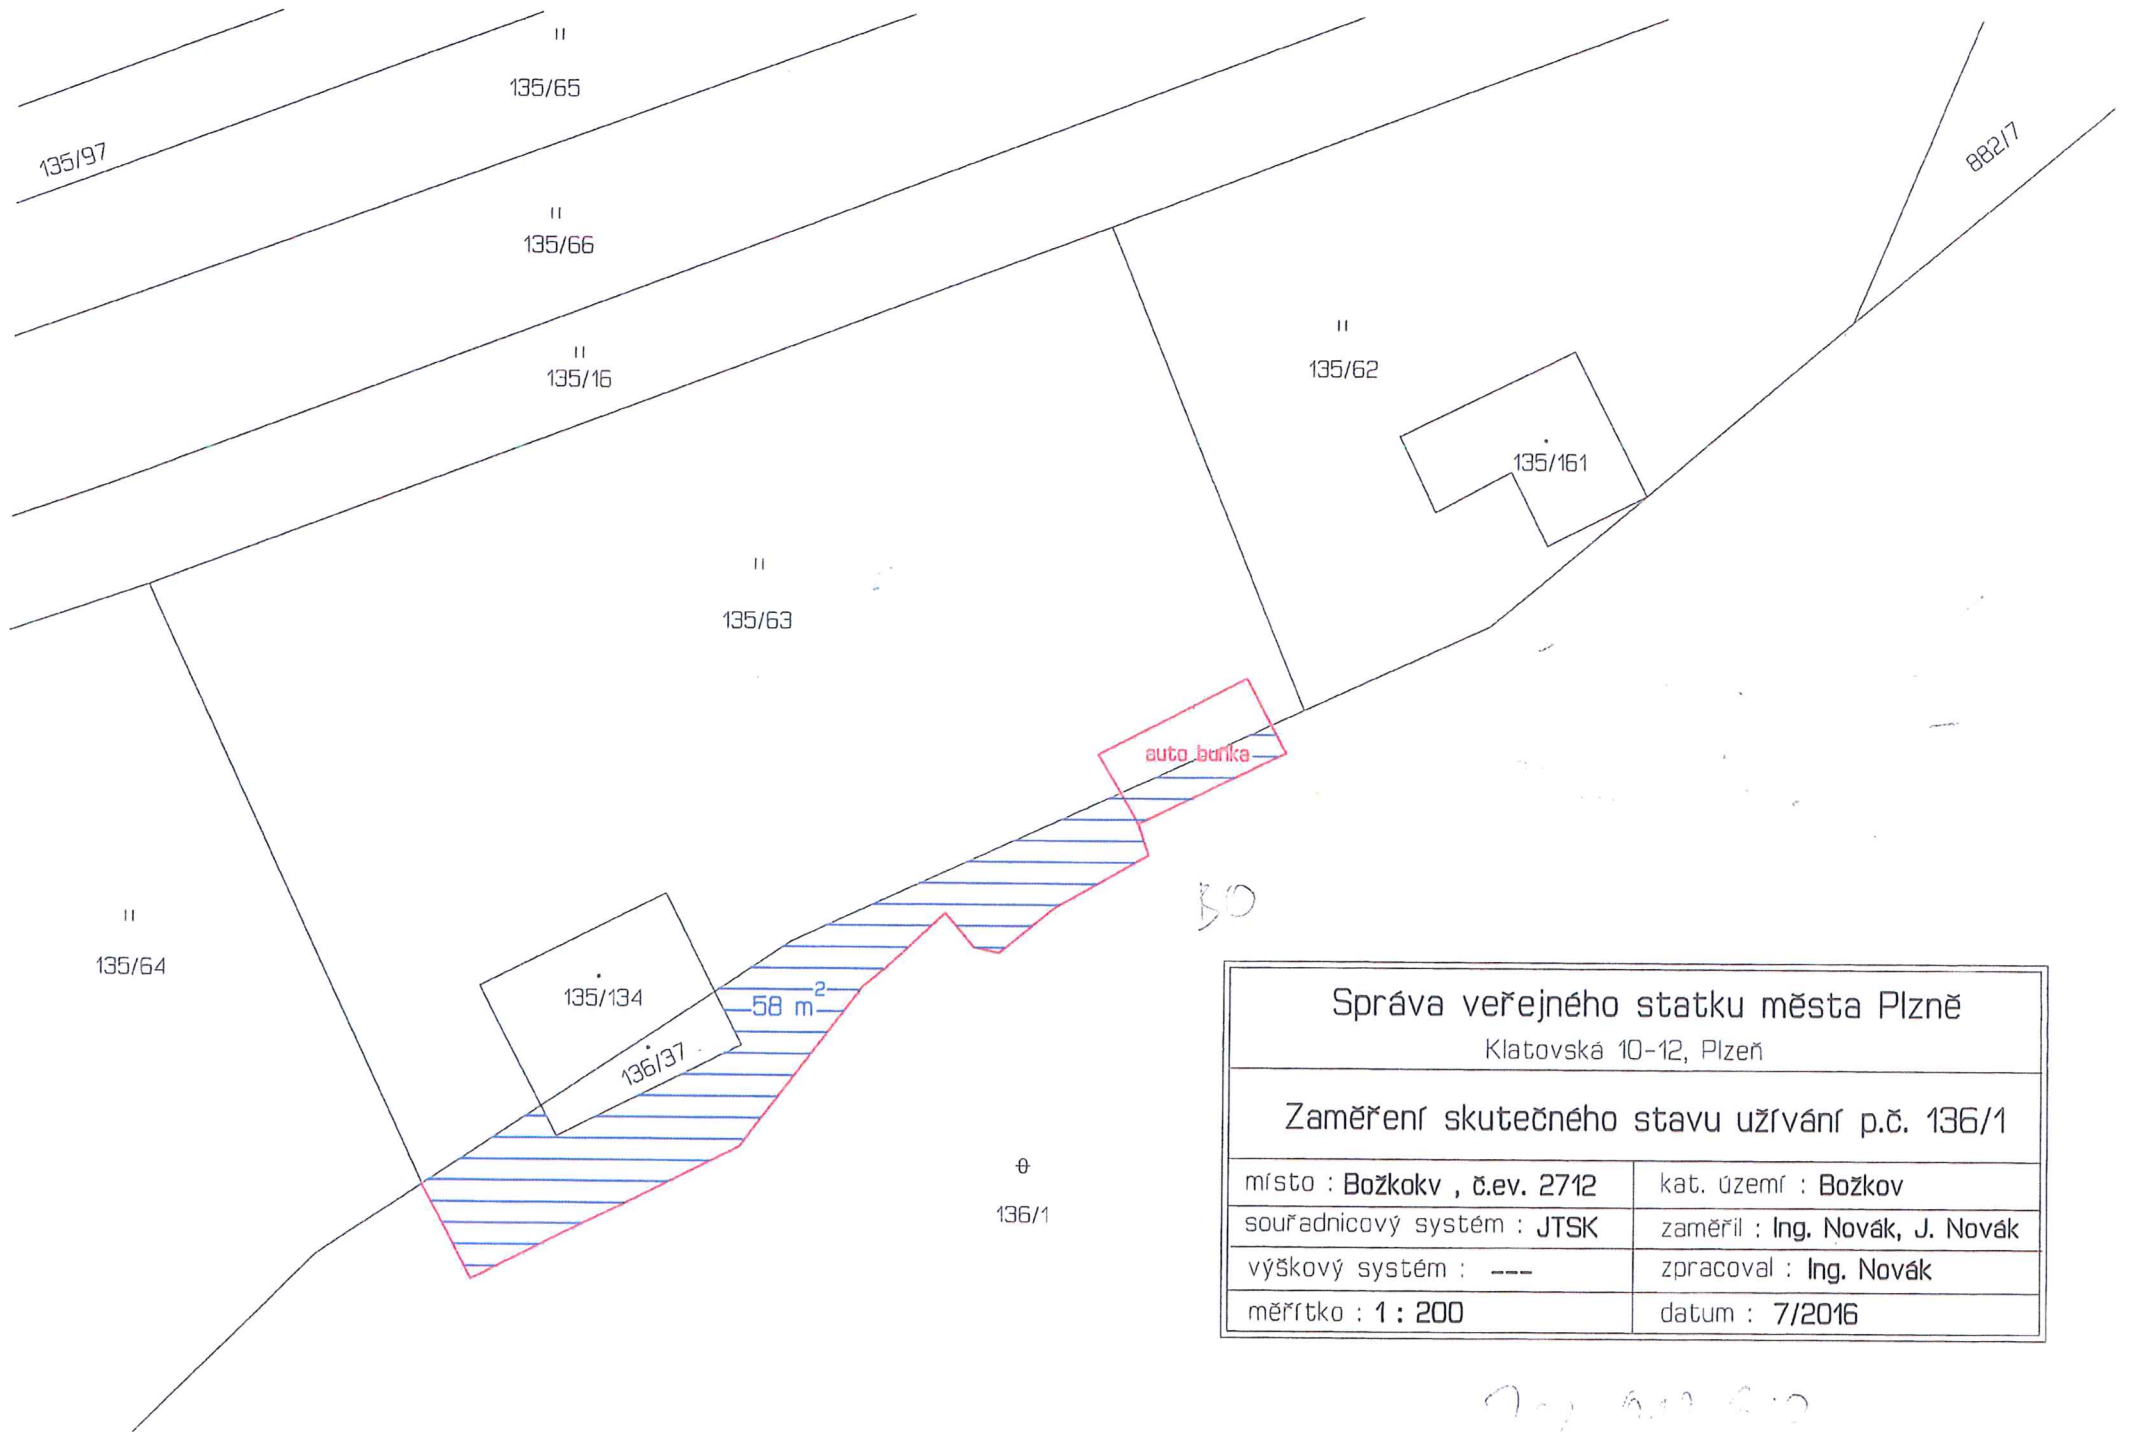 135/65
135/97
882/7
135/66
135/62
135/16
135/161
135/63
auto buňka
BO
135/64
135/134
58 m²
136/37
136/1
Správa veřejného statku města Plzně
Klatovská 10-12, Plzeň
Zaměření skutečného stavu užívání p.č. 136/1
místo : Božkokv , č.ev. 2712
kat. území : Božkov
souřadnicový systém : JTSK
zaměřil : Ing. Novák, J. Novák
výškový systém : ---
zpracoval : Ing. Novák
měřítko : 1 : 200
datum : 7/2016